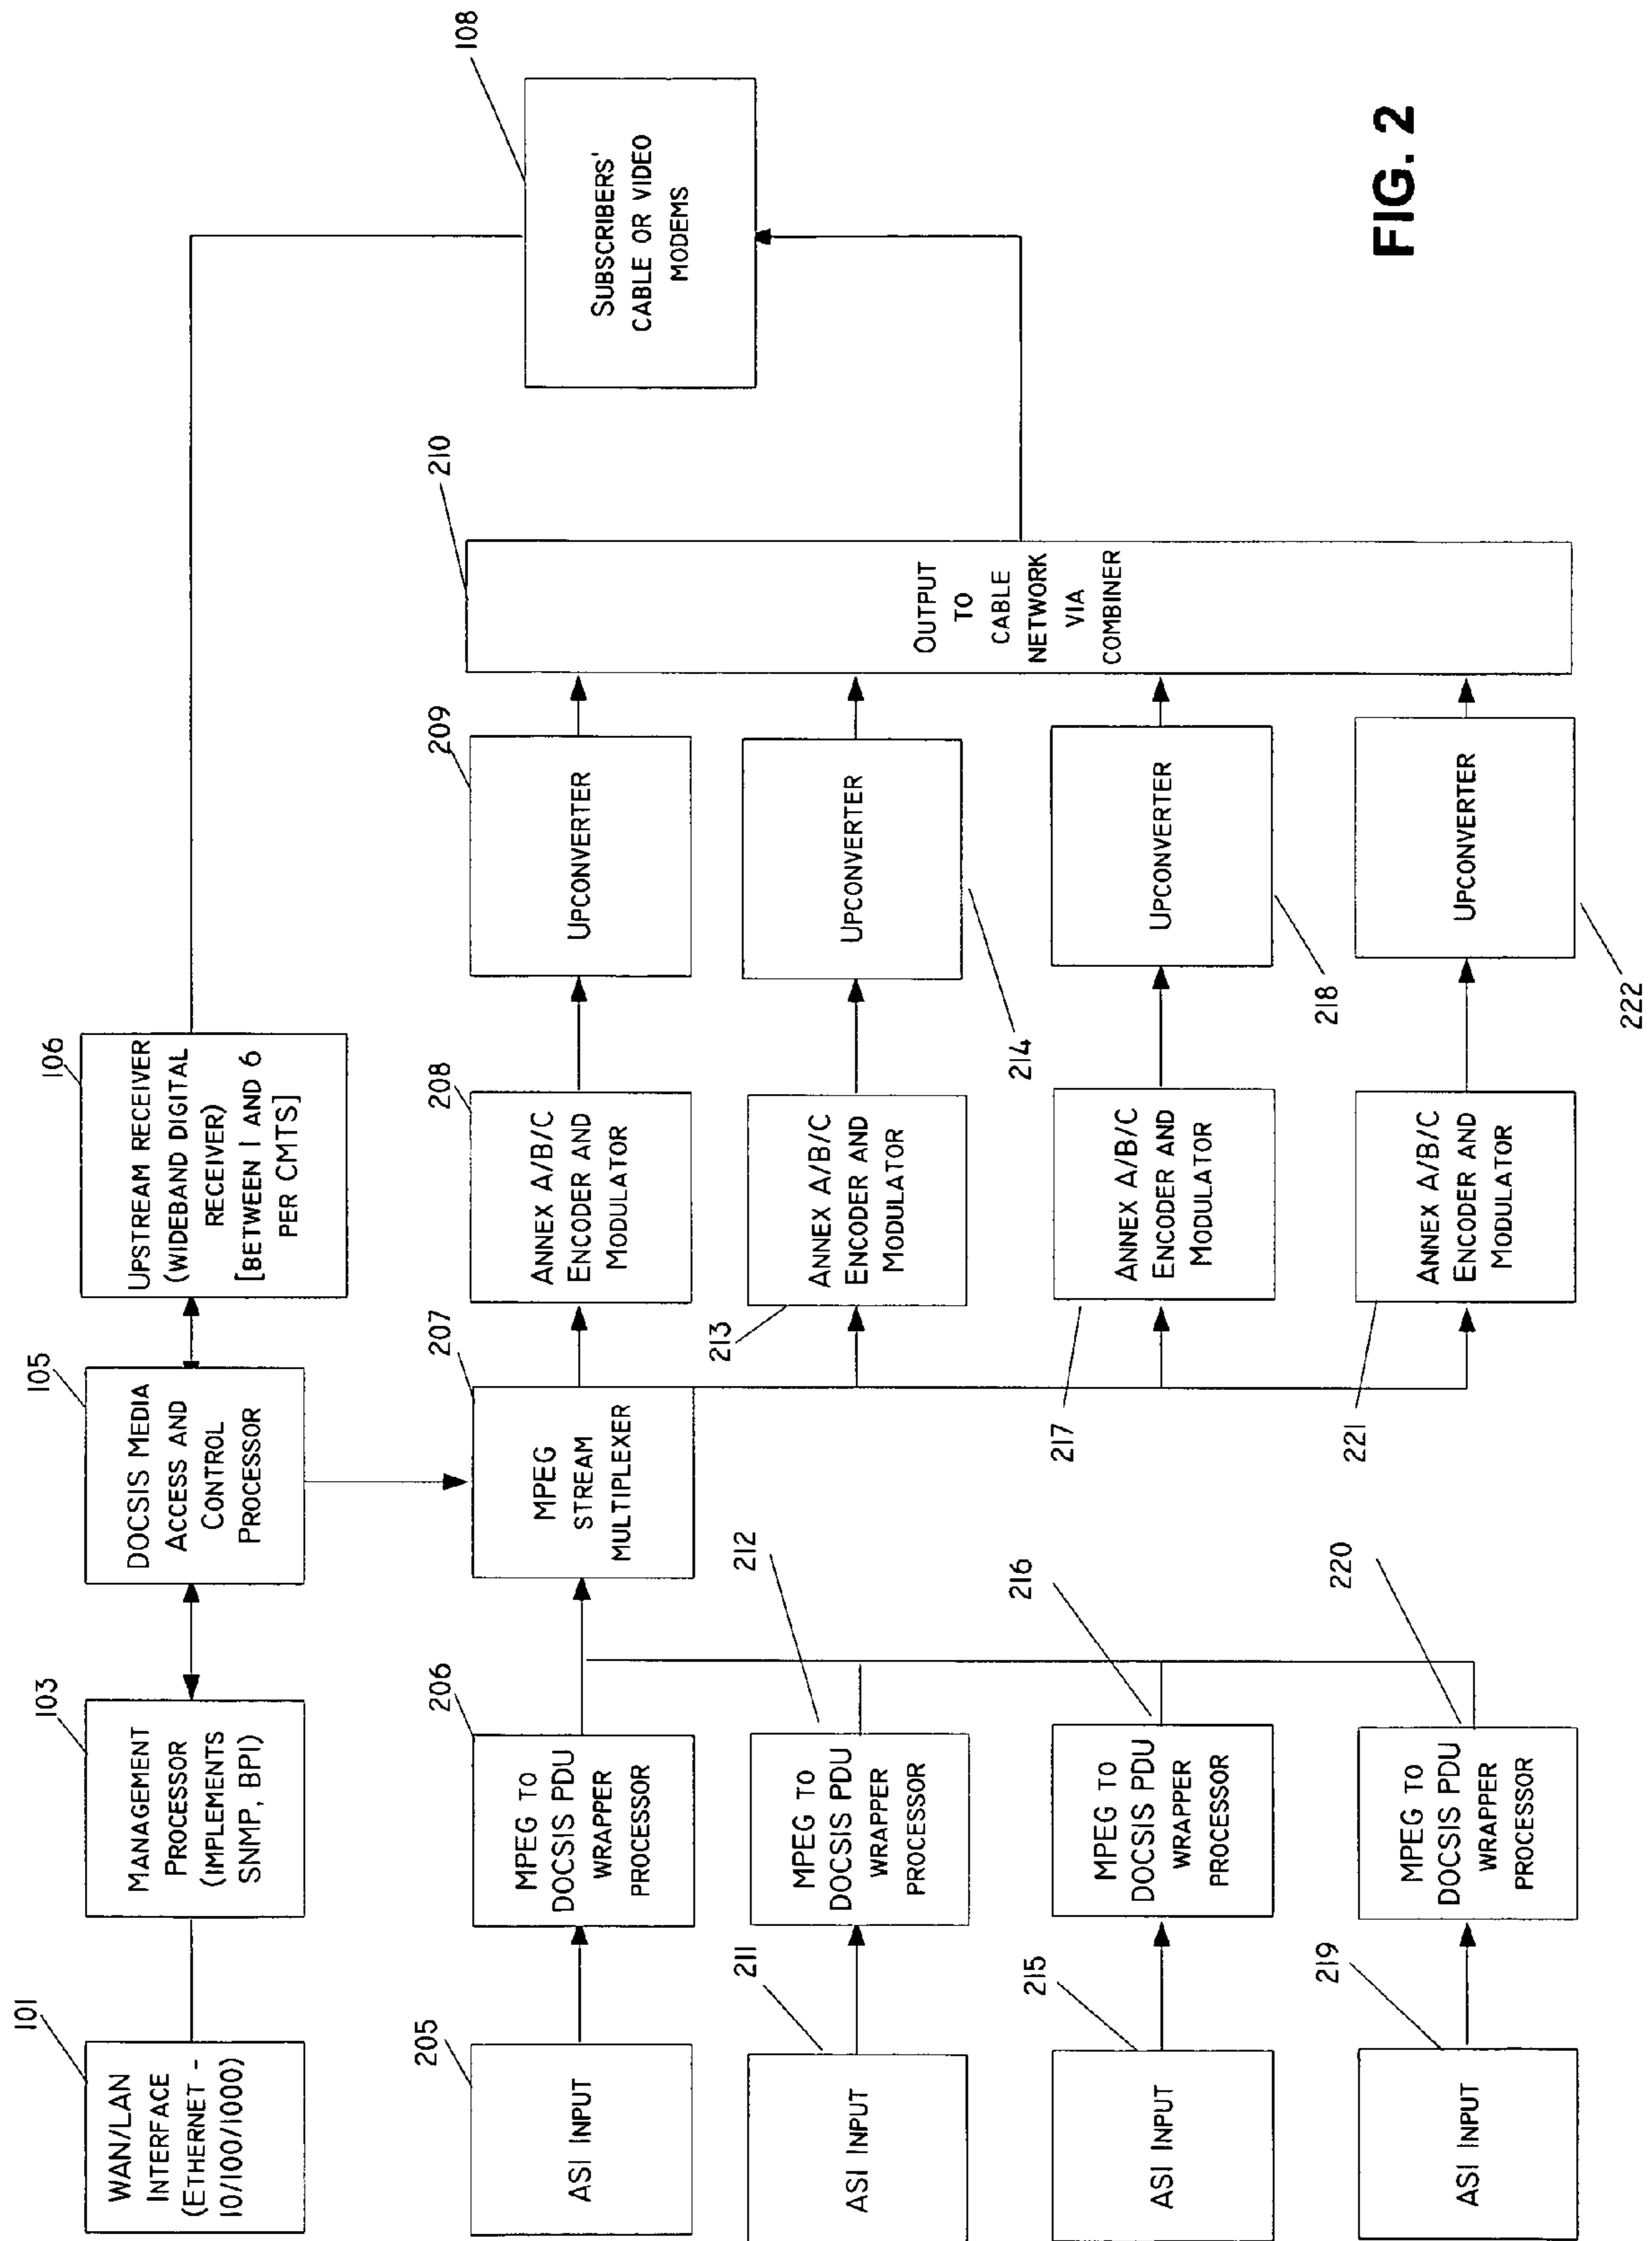 101
WAN/LAN
INTERFACE
(ETHERNET -
10/100/1000)
103
MANAGEMENT
PROCESSOR
(IMPLEMENTS
SNMP, BPI)
105
DOCSIS MEDIA
ACCESS AND
CONTROL
PROCESSOR
106
UPSTREAM RECEIVER
(WIDEBAND DIGITAL
RECEIVER)
[BETWEEN 1 AND 6
PER CMTS]
108
SUBSCRIBERS'
CABLE OR VIDEO
MODEMS
205
ASI INPUT
206
MPEG TO
DOCSIS PDU
WRAPPER
PROCESSOR
207
MPEG
STREAM
MULTIPLEXER
208
ANNEX A/B/C
ENCODER AND
MODULATOR
209
UPCONVERTER
210
OUTPUT
TO
CABLE
NETWORK
VIA
COMBINER
211
ASI INPUT
212
MPEG TO
DOCSIS PDU
WRAPPER
PROCESSOR
213
ANNEX A/B/C
ENCODER AND
MODULATOR
214
UPCONVERTER
215
ASI INPUT
216
MPEG TO
DOCSIS PDU
WRAPPER
PROCESSOR
217
ANNEX A/B/C
ENCODER AND
MODULATOR
218
UPCONVERTER
219
ASI INPUT
220
MPEG TO
DOCSIS PDU
WRAPPER
PROCESSOR
221
ANNEX A/B/C
ENCODER AND
MODULATOR
222
UPCONVERTER
FIG. 2